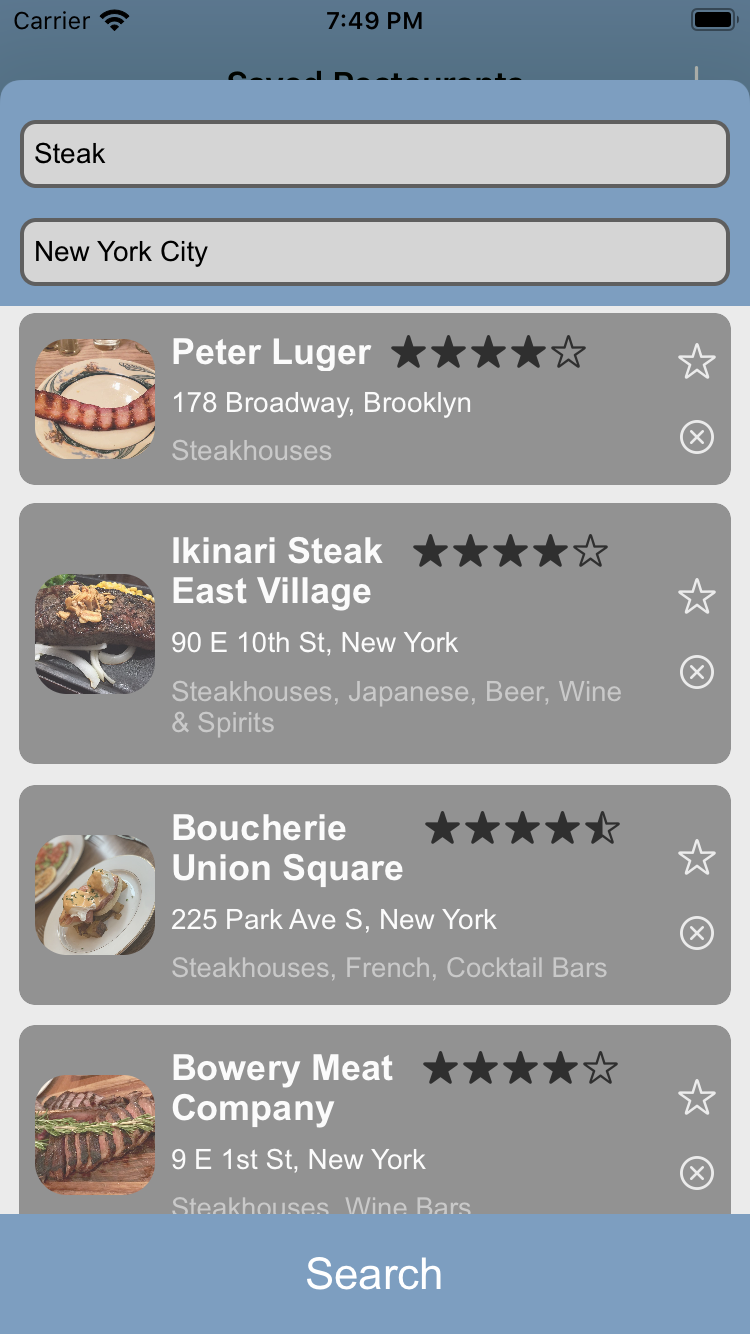 Carrier 7:49 PM
Saved Restaurants
Steak
New York City
Peter Luger
178 Broadway, Brooklyn
Steakhouses
Ikinari Steak
East Village
90 E 10th St, New York
Steakhouses, Japanese, Beer, Wine
& Spirits
Boucherie
Union Square
225 Park Ave S, New York
Steakhouses, French, Cocktail Bars
Bowery Meat
Company
9 E 1st St, New York
Steakhouses, Wine Bars
Search